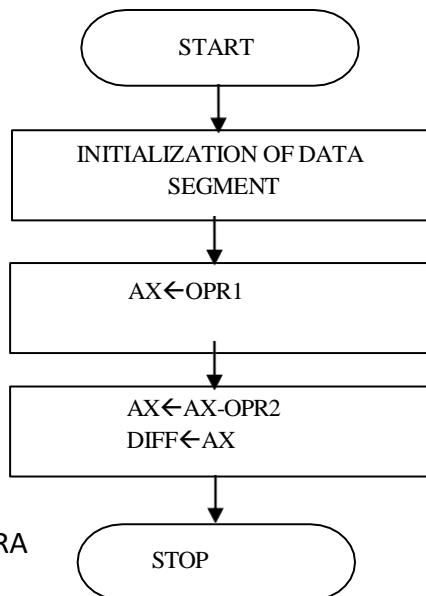 START
INITIALIZATION OF DATA
SEGMENT
AX←OPR1
AX←AX-OPR2
DIFF←AX
RA
STOP